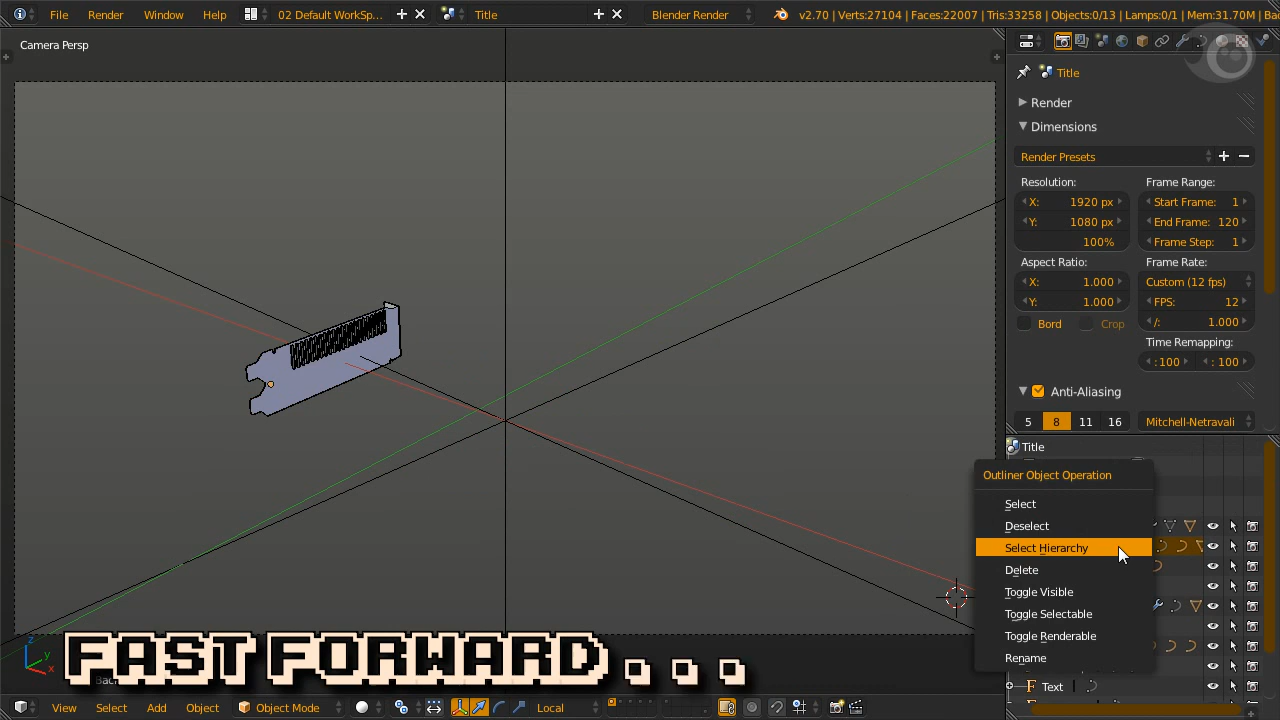 File Render Window Help 02 Default WorkSp... Title Blender Render v2.70 | Verts:27104 | Faces:22007 | Tris:33258 | Objects:0/13 | Lamps:0/1 | Mem:31.70M |
Camera Persp
Title
Render
Dimensions
Render Presets
Resolution: Frame Range:
X: 1920 px Start Frame: 1
Y: 1080 px End Frame: 120
100% Frame Step: 1
Aspect Ratio: Frame Rate:
X: 1.000 Custom (12 fps)
Y: 1.000 FPS: 12
Bord Crop /: 1.000
Time Remapping:
:100 : 100
Anti-Aliasing
5 8 11 16 Mitchell-Netravali
Title
Outliner Object Operation
Select
Deselect
Select Hierarchy
Delete
Toggle Visible
Toggle Selectable
Toggle Renderable
Rename
Text
z
y
x
FAST FORWARD...
View Select Add Object Object Mode Local